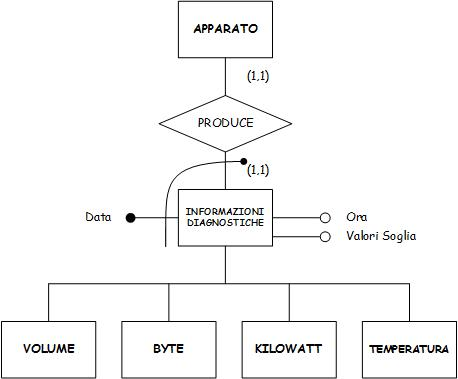 APPARATO
(1,1)
PRODUCE
(1,1)
INFORMAZIONI
DIAGNOSTICHE
Data
Ora
Valori Soglia
VOLUME
BYTE
KILOWATT
TEMPERATURA